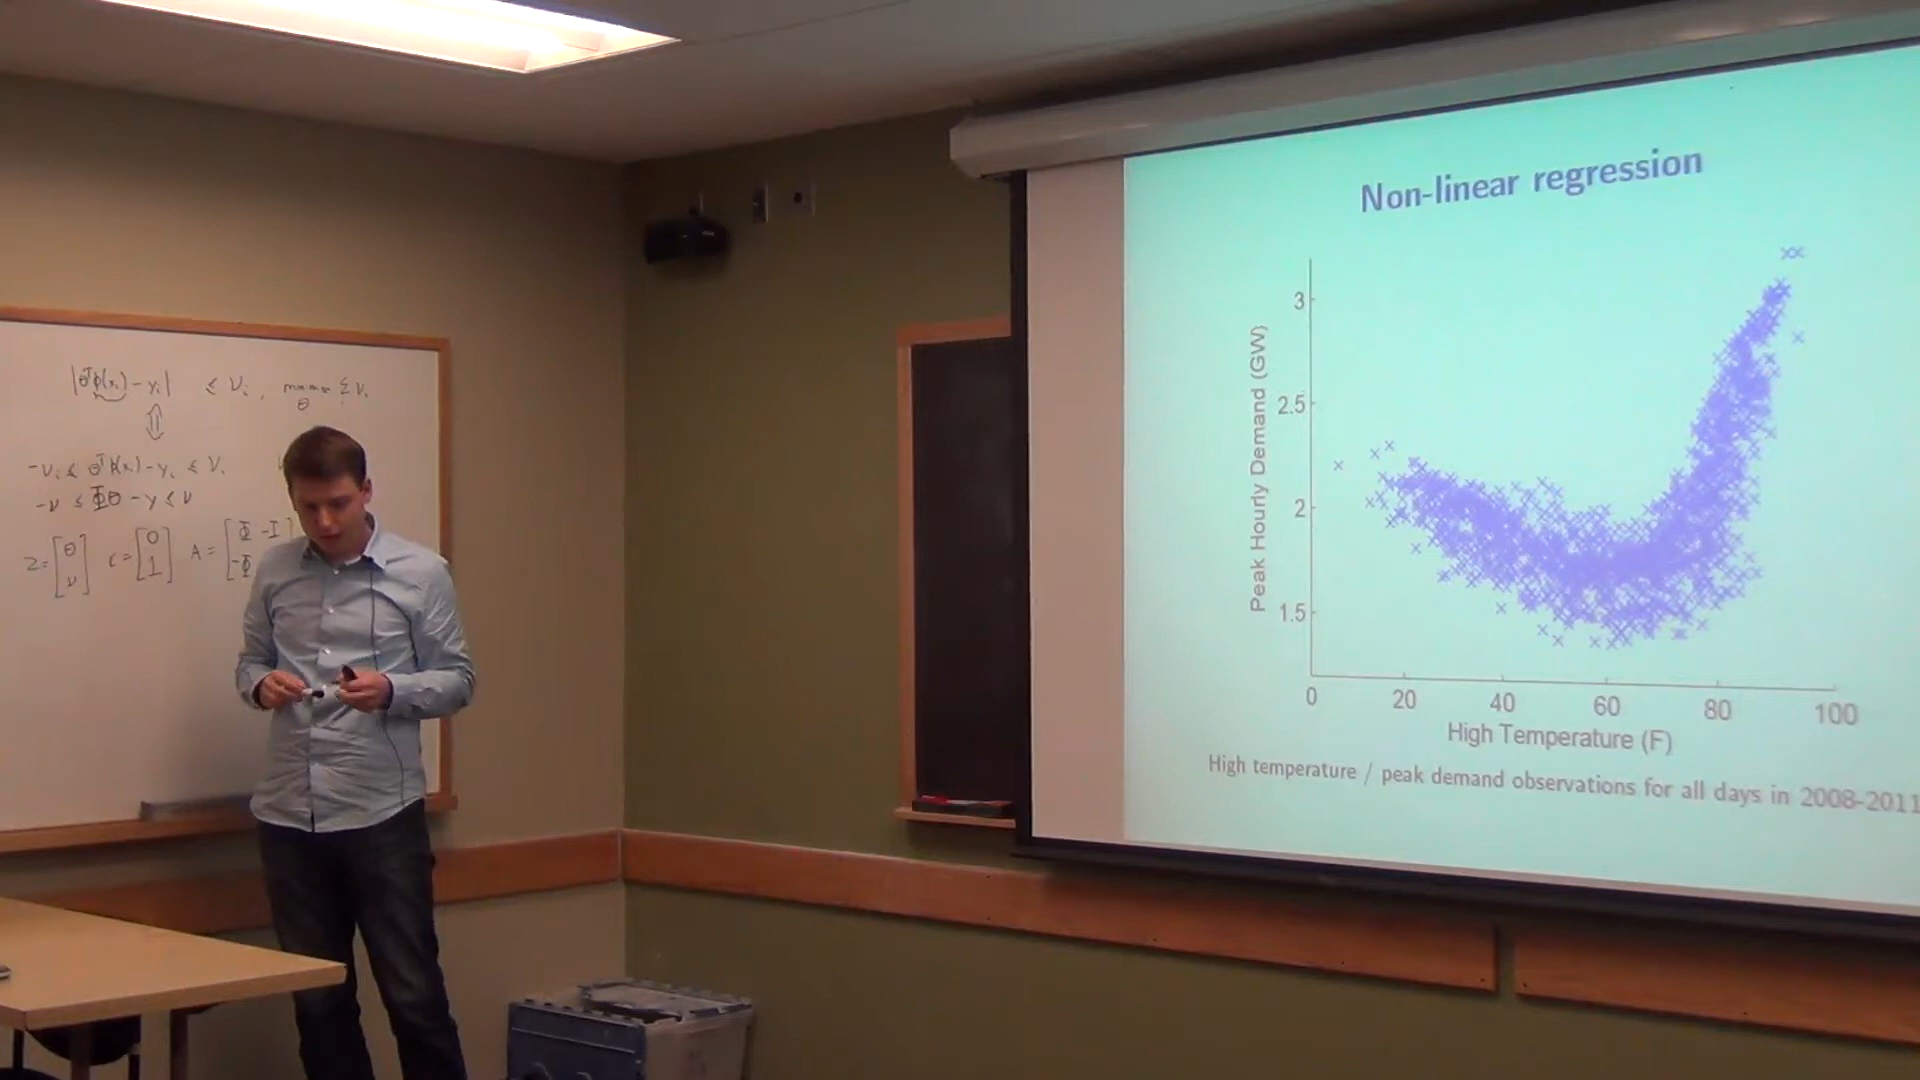 |θᵀφ(xᵢ) - yᵢ| ≤ νᵢ,
θ
Σ νᵢ
-νᵢ ≤ θᵀφ(xᵢ) - yᵢ ≤ νᵢ
-ν ≤ Φθ - y ≤ ν
z = [θ ν] c = [0 1] A = [Φ -I -Φ
Non-linear regression
3
2.5
2
1.5
Peak Hourly Demand (GW)
0 20 40 60 80 100
High Temperature (F)
High temperature / peak demand observations for all days in 2008-2011